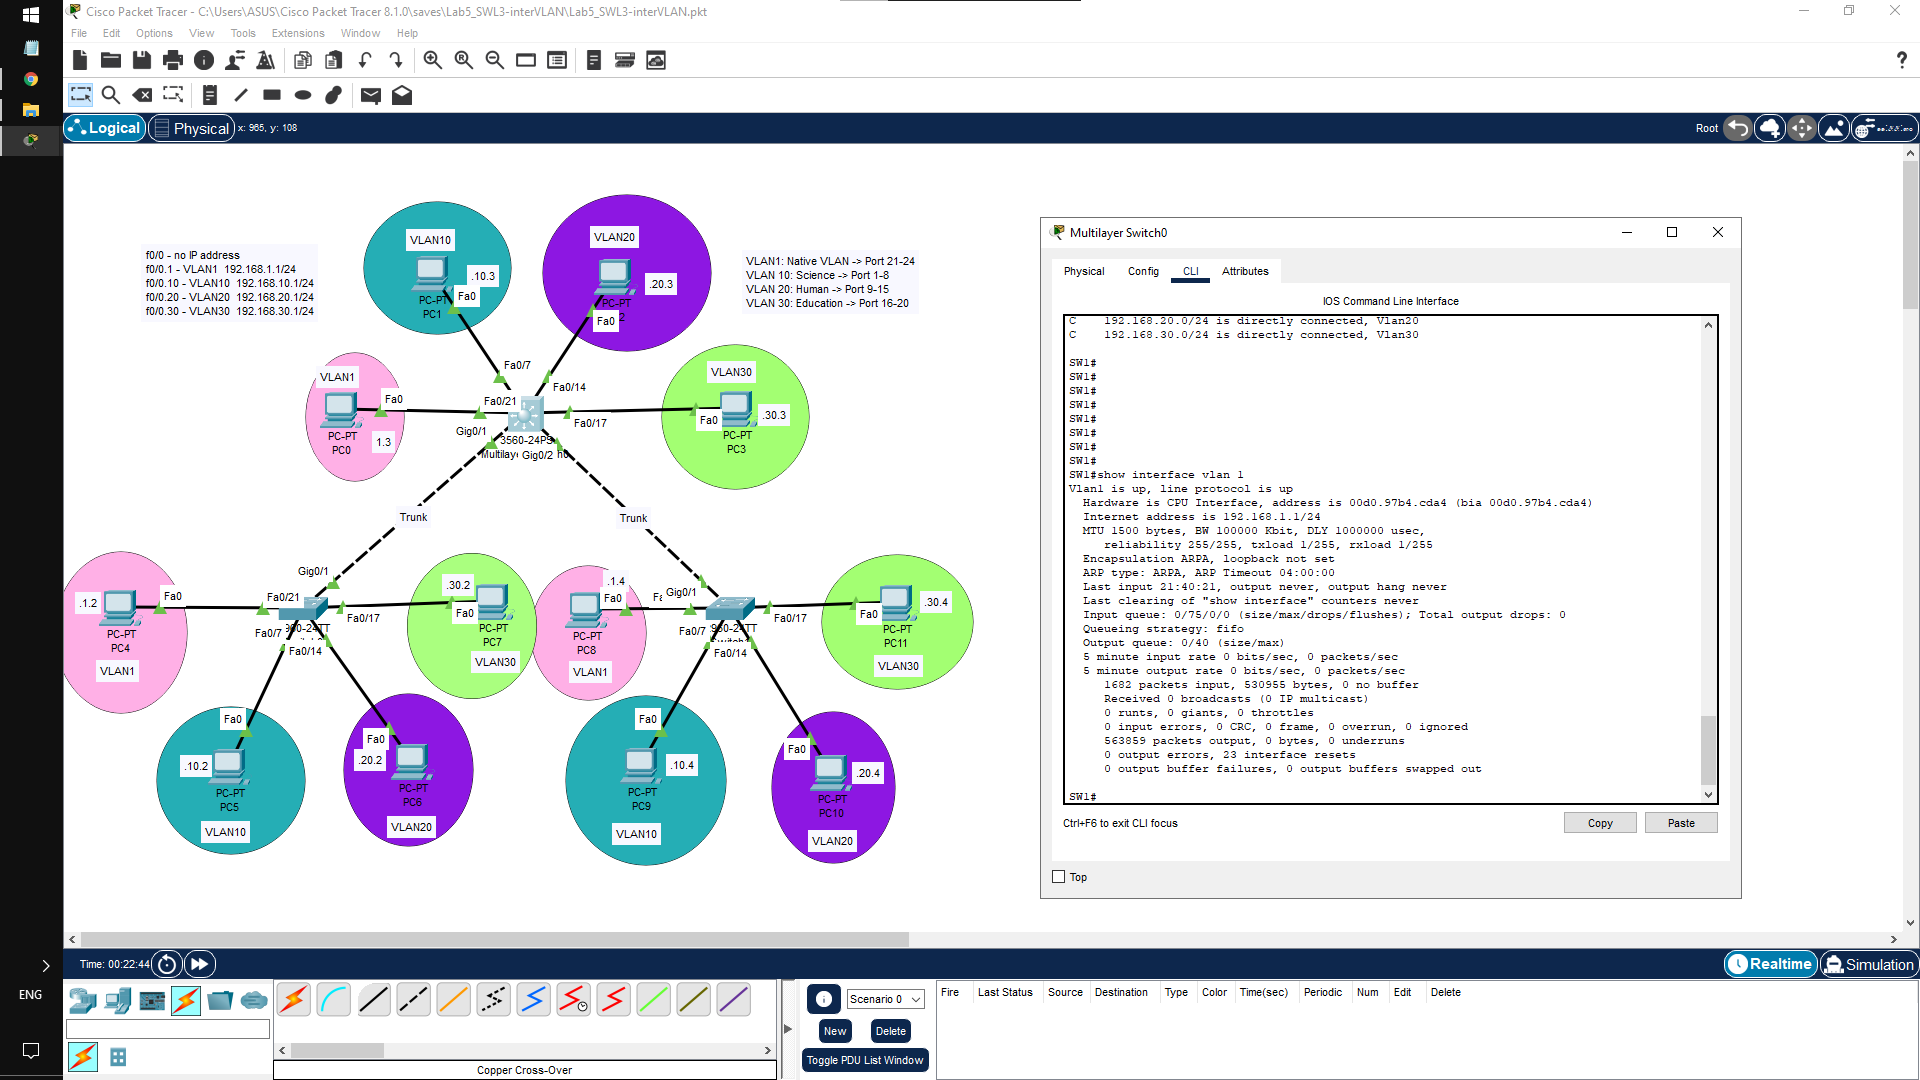 Cisco Packet Tracer - C:\Users\ASUS\Cisco Packet Tracer 8.1.0\saves\Lab5_SWL3-interVLAN\Lab5_SWL3-interVLAN.pkt
File Edit Options View Tools Extensions Window Help
Logical Physical x: 965, y: 108 Root
VLAN10
.10.3
Fa0
PC-PT
PC1
VLAN20
.20.3
PC-PT
Fa0
2
f0/0 - no IP address
f0/0.1 - VLAN1 192.168.1.1/24
f0/0.10 - VLAN10 192.168.10.1/24
f0/0.20 - VLAN20 192.168.20.1/24
f0/0.30 - VLAN30 192.168.30.1/24
VLAN1: Native VLAN -> Port 21-24
VLAN 10: Science -> Port 1-8
VLAN 20: Human -> Port 9-15
VLAN 30: Education -> Port 16-20
VLAN1
Fa0
PC-PT
PC0
1.3
Fa0/7
Fa0/14
Fa0/21
Fa0/17
Gig0/1
3560-24PS
Gig0/2
VLAN30
Fa0
.30.3
PC-PT
PC3
Trunk
Trunk
.1.2
Fa0
PC-PT
PC4
VLAN1
Gig0/1
Fa0/21
Fa0/17
Fa0/7
Fa0/14
.30.2
Fa0
PC-PT
PC7
VLAN30
.1.4
Fa0
PC-PT
PC8
VLAN1
Gig0/1
Fa0/17
Fa0/7
Fa0/14
.30.4
Fa0
PC-PT
PC11
VLAN30
Fa0
.10.2
PC-PT
PC5
VLAN10
Fa0
.20.2
PC-PT
PC6
VLAN20
Fa0
.10.4
PC-PT
PC9
VLAN10
Fa0
.20.4
PC-PT
PC10
VLAN20
Multilayer Switch0
Physical Config CLI Attributes
IOS Command Line Interface
C 192.168.20.0/24 is directly connected, Vlan20
C 192.168.30.0/24 is directly connected, Vlan30
SW1#
SW1#
SW1#
SW1#
SW1#
SW1#
SW1#
SW1#
SW1#show interface vlan 1
Vlan1 is up, line protocol is up
Hardware is CPU Interface, address is 00d0.97b4.cda4 (bia 00d0.97b4.cda4)
Internet address is 192.168.1.1/24
MTU 1500 bytes, BW 100000 Kbit, DLY 1000000 usec,
reliability 255/255, txload 1/255, rxload 1/255
Encapsulation ARPA, loopback not set
ARP type: ARPA, ARP Timeout 04:00:00
Last input 21:40:21, output never, output hang never
Last clearing of "show interface" counters never
Input queue: 0/75/0/0 (size/max/drops/flushes); Total output drops: 0
Queueing strategy: fifo
Output queue: 0/40 (size/max)
5 minute input rate 0 bits/sec, 0 packets/sec
5 minute output rate 0 bits/sec, 0 packets/sec
1682 packets input, 530955 bytes, 0 no buffer
Received 0 broadcasts (0 IP multicast)
0 runts, 0 giants, 0 throttles
0 input errors, 0 CRC, 0 frame, 0 overrun, 0 ignored
563859 packets output, 0 bytes, 0 underruns
0 output errors, 23 interface resets
0 output buffer failures, 0 output buffers swapped out
SW1#
Ctrl+F6 to exit CLI focus
Copy Paste
Top
Time: 00:22:44
Realtime Simulation
ENG
Scenario 0
New Delete
Toggle PDU List Window
Fire Last Status Source Destination Type Color Time(sec) Periodic Num Edit Delete
Copper Cross-Over